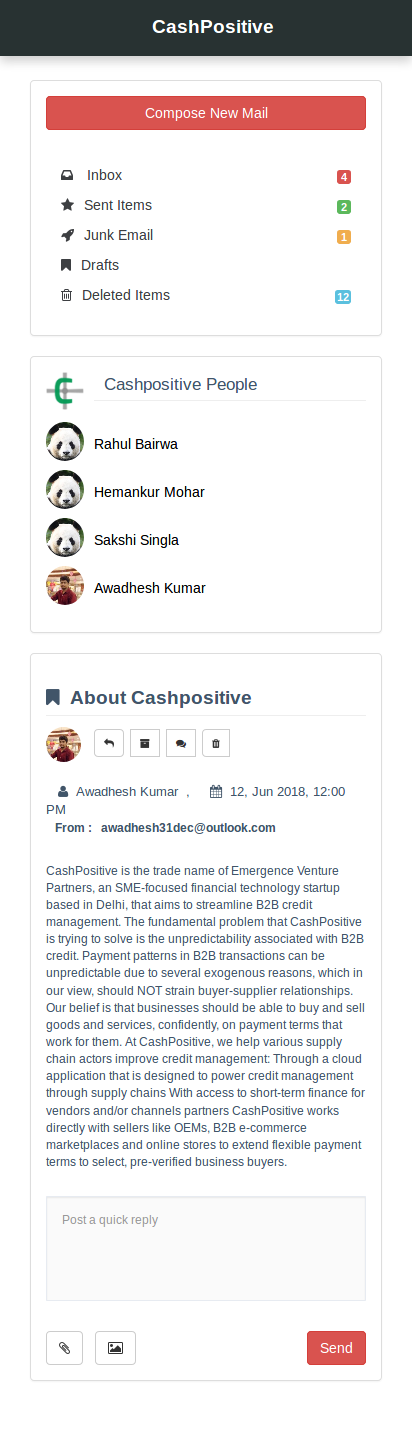 CashPositive
Compose New Mail
Inbox 4
Sent Items 2
Junk Email 1
Drafts
Deleted Items 12
Cashpositive People
Rahul Bairwa
Hemankur Mohar
Sakshi Singla
Awadhesh Kumar
About Cashpositive
Awadhesh Kumar , 12, Jun 2018, 12:00
PM
From : awadhesh31dec@outlook.com
CashPositive is the trade name of Emergence Venture
Partners, an SME-focused financial technology startup
based in Delhi, that aims to streamline B2B credit
management. The fundamental problem that CashPositive
is trying to solve is the unpredictability associated with B2B
credit. Payment patterns in B2B transactions can be
unpredictable due to several exogenous reasons, which in
our view, should NOT strain buyer-supplier relationships.
Our belief is that businesses should be able to buy and sell
goods and services, confidently, on payment terms that
work for them. At CashPositive, we help various supply
chain actors improve credit management: Through a cloud
application that is designed to power credit management
through supply chains With access to short-term finance for
vendors and/or channels partners CashPositive works
directly with sellers like OEMs, B2B e-commerce
marketplaces and online stores to extend flexible payment
terms to select, pre-verified business buyers.
Post a quick reply
Send